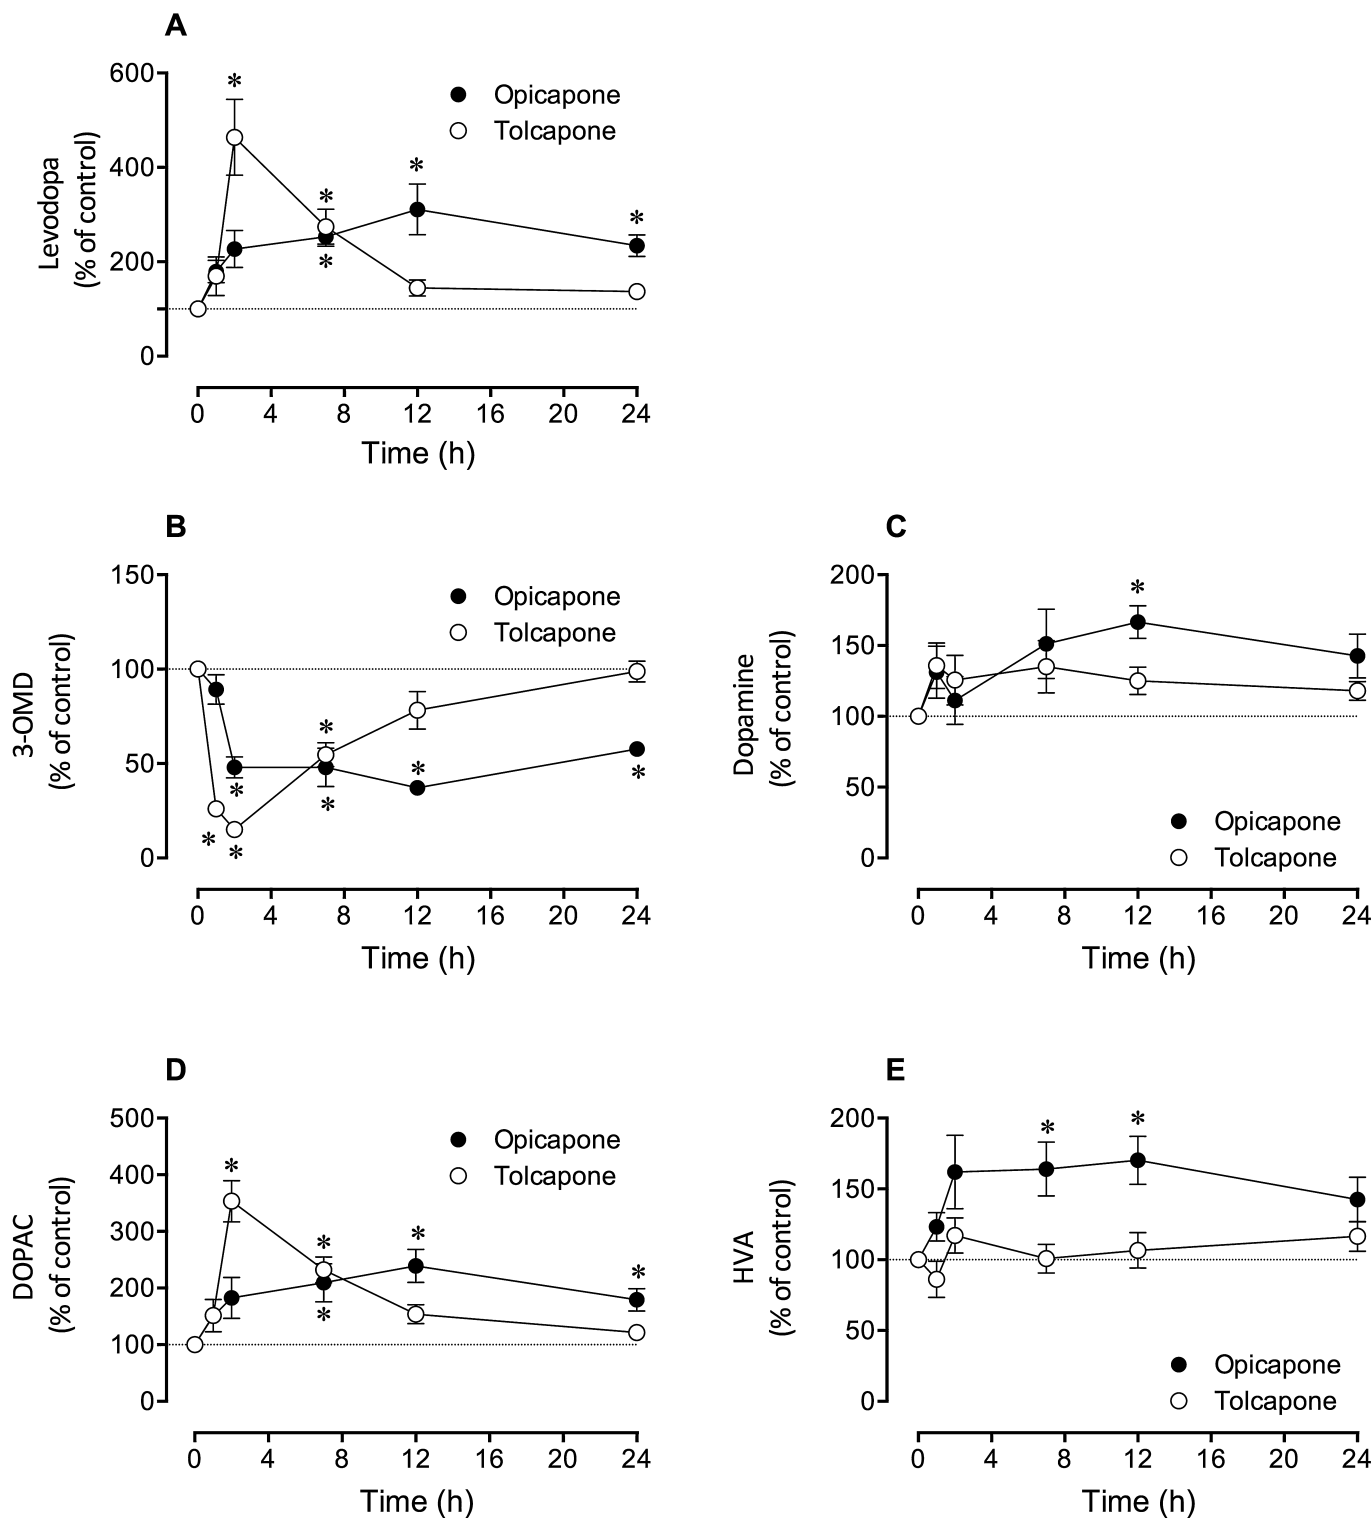 A
600
400
200
0
Levodopa
(% of control)
Opicapone
Tolcapone
*
*
*
*
*
0 4 8 12 16 20 24
Time (h)
B
150
100
50
0
3-OMD
(% of control)
Opicapone
Tolcapone
*
*
*
*
*
*
*
0 4 8 12 16 20 24
Time (h)
C
200
150
100
50
0
Dopamine
(% of control)
*
Opicapone
Tolcapone
0 4 8 12 16 20 24
Time (h)
D
500
400
300
200
100
0
DOPAC
(% of control)
Opicapone
Tolcapone
*
*
*
*
*
0 4 8 12 16 20 24
Time (h)
E
200
150
100
50
0
HVA
(% of control)
*
*
Opicapone
Tolcapone
0 4 8 12 16 20 24
Time (h)